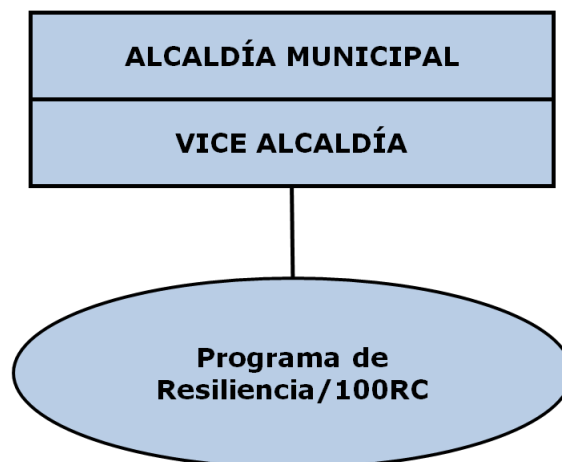 ALCALDÍA MUNICIPAL
VICE ALCALDÍA
Programa de
Resiliencia/100RC